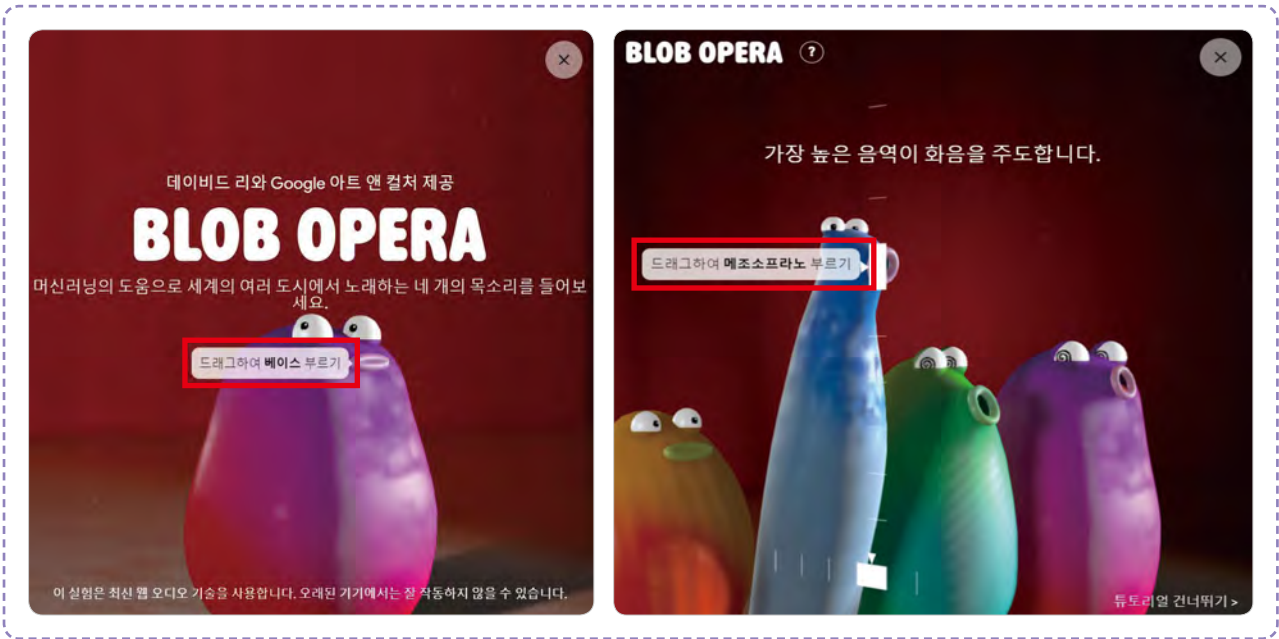 데이비드 리와 Google 아트 앤 컬처 제공
BLOB OPERA
머신러닝의 도움으로 세계의 여러 도시에서 노래하는 네 개의 목소리를 들어보
세요.
드래그하여 베이스 부르기
이 실험은 최신 웹 오디오 기술을 사용합니다. 오래된 기기에서는 잘 작동하지 않을 수 있습니다.
BLOB OPERA ?
가장 높은 음역이 화음을 주도합니다.
드래그하여 메조소프라노 부르기
튜토리얼 건너뛰기 >